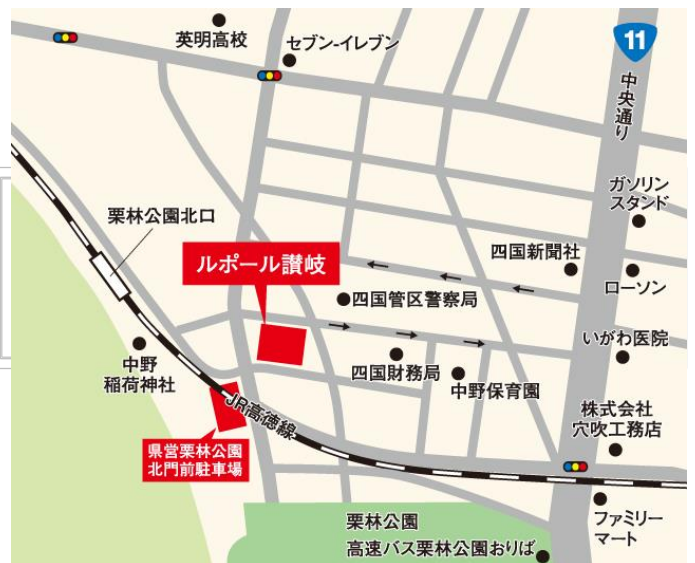 英明高校
セブン-イレブン
11
中央通り
ガソリン
スタンド
栗林公園北口
ルポール讃岐
四国新聞社
ローソン
四国管区警察局
いがわ医院
中野
稲荷神社
四国財務局
中野保育園
JR高徳線
株式会社
穴吹工務店
県営栗林公園
北門前駐車場
栗林公園
高速バス栗林公園おりば
ファミリー
マート